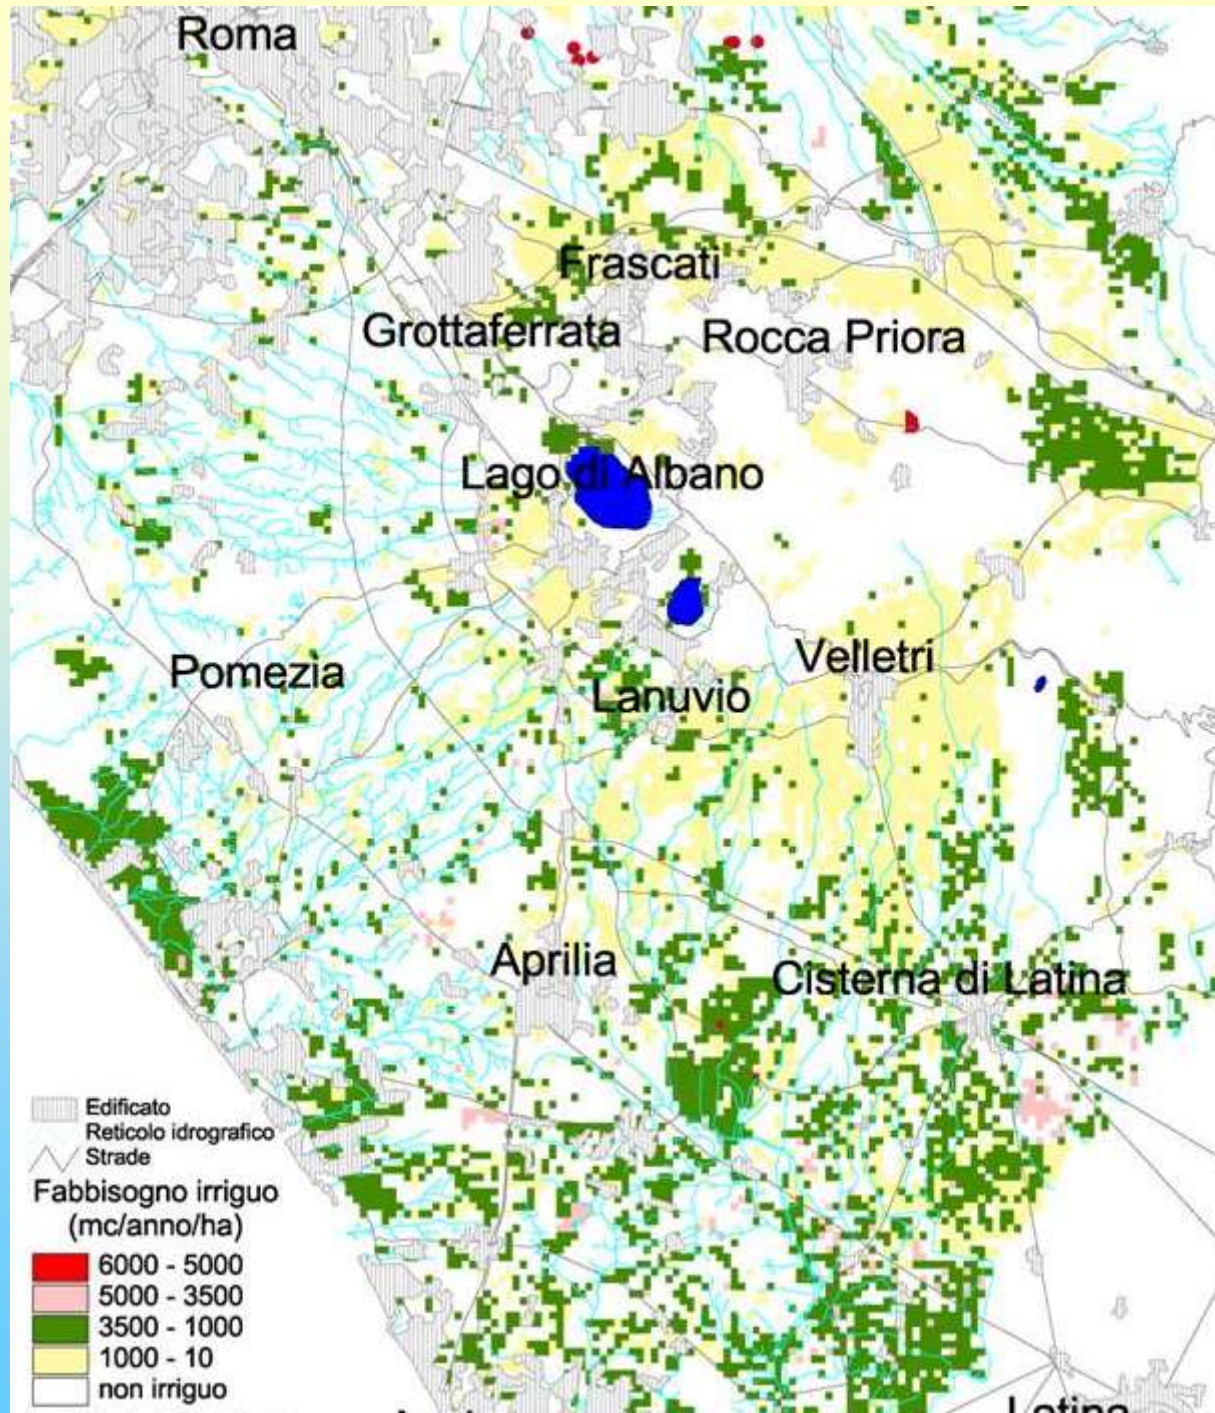 Roma
Frascati
Grottaferrata
Rocca Priora
Lago di Albano
Velletri
Pomezia
Lanuvio
Aprilia
Cisterna di Latina
Edificato
Reticolo idrografico
Strade
Fabbisogno irriguo
(mc/anno/ha)
6000 - 5000
5000 - 3500
3500 - 1000
1000 - 10
non irriguo
Latina